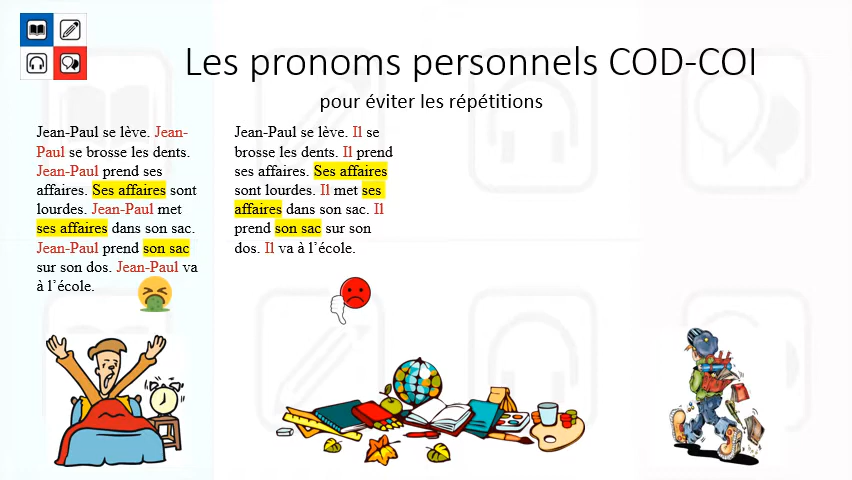 Les pronoms personnels COD-COI
pour éviter les répétitions
Jean-Paul se lève. Jean-
Paul se brosse les dents.
Jean-Paul prend ses
affaires. Ses affaires sont
lourdes. Jean-Paul met
ses affaires dans son sac.
Jean-Paul prend son sac
sur son dos. Jean-Paul va
à l’école.
Jean-Paul se lève. Il se
brosse les dents. Il prend
ses affaires. Ses affaires
sont lourdes. Il met ses
affaires dans son sac. Il
prend son sac sur son
dos. Il va à l’école.